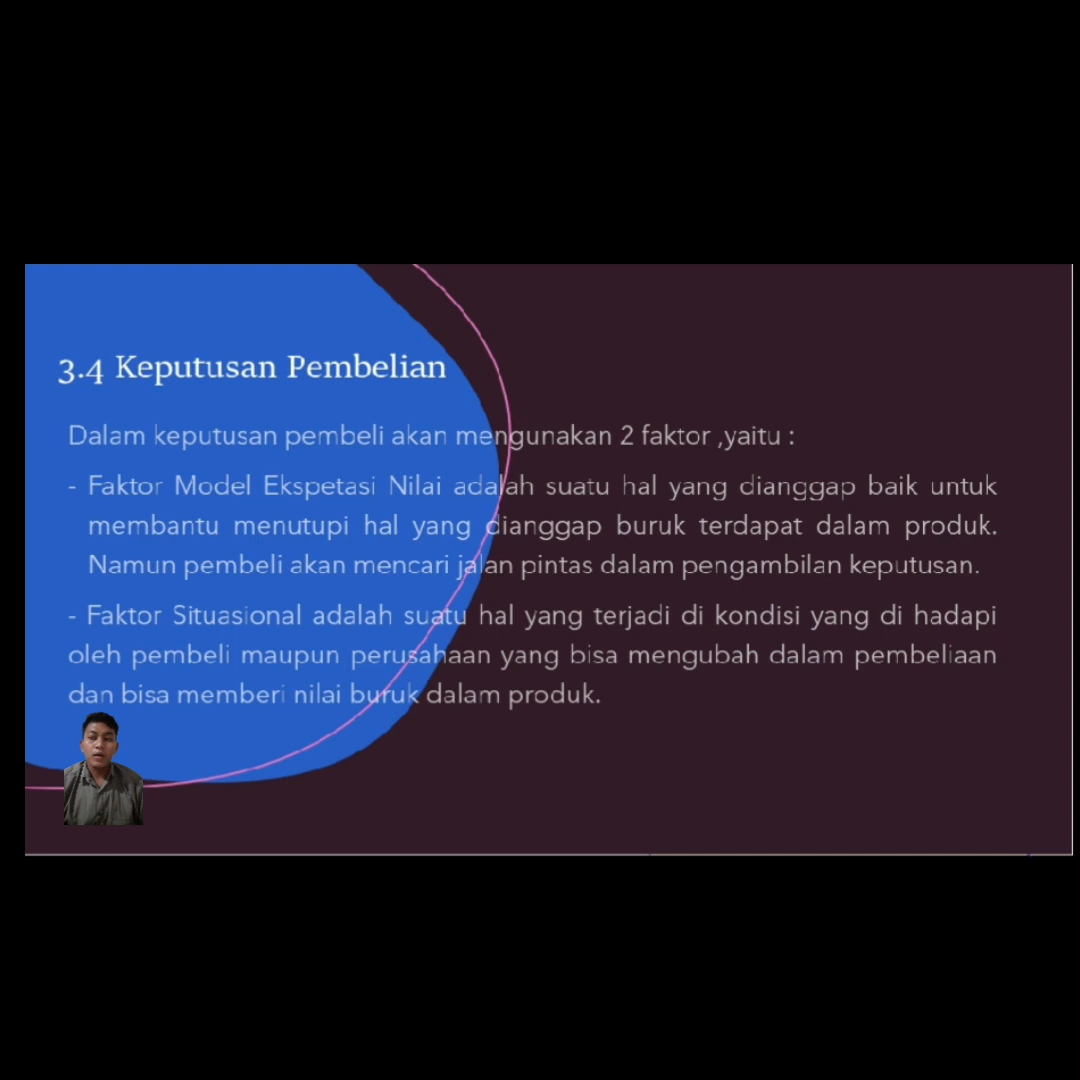 3.4 Keputusan Pembelian
Dalam keputusan pembeli akan mengunakan 2 faktor ,yaitu :
- Faktor Model Ekspetasi Nilai adalah suatu hal yang dianggap baik untuk
membantu menutupi hal yang dianggap buruk terdapat dalam produk.
Namun pembeli akan mencari jalan pintas dalam pengambilan keputusan.
- Faktor Situasional adalah suatu hal yang terjadi di kondisi yang di hadapi
oleh pembeli maupun perusahaan yang bisa mengubah dalam pembeliaan
dan bisa memberi nilai buruk dalam produk.